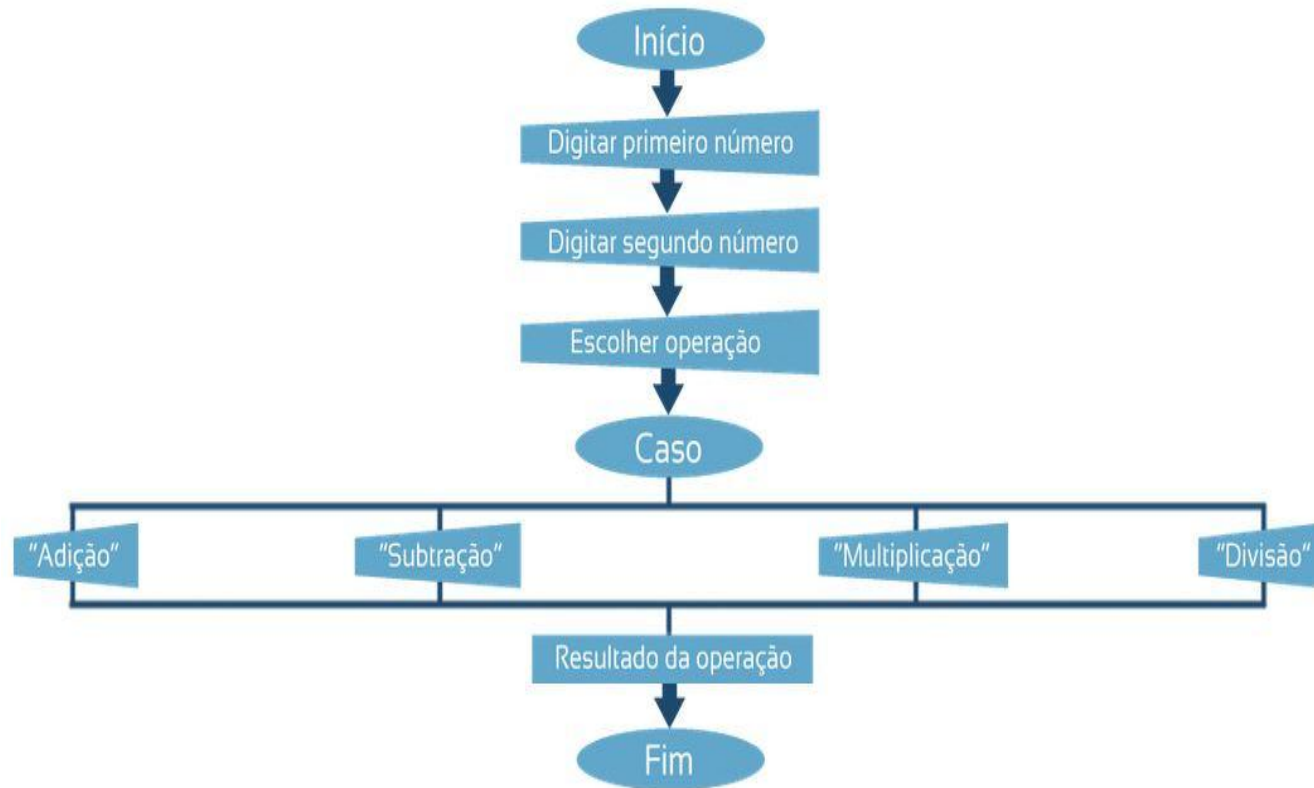 Início
Digitar primeiro número
Digitar segundo número
Escolher operação
Caso
"Adição"
"Subtração"
"Multiplicação"
"Divisão"
Resultado da operação
Fim